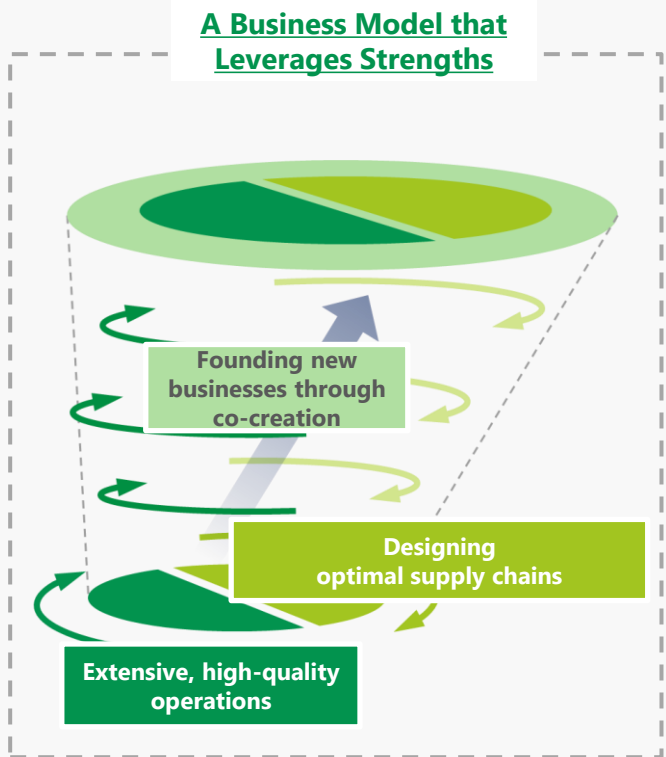 A Business Model that
Leverages Strengths
Founding new
businesses through
co-creation
Designing
optimal supply chains
Extensive, high-quality
operations